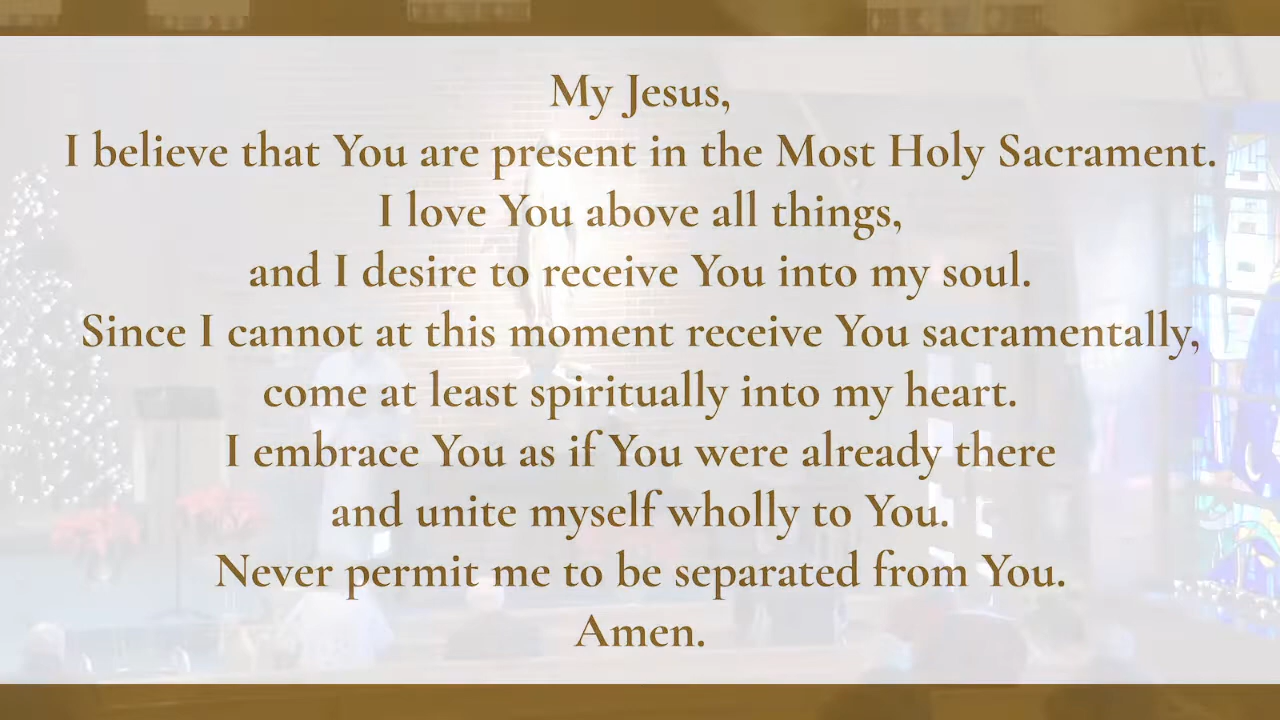 My Jesus,
I believe that You are present in the Most Holy Sacrament.
I love You above all things,
and I desire to receive You into my soul.
Since I cannot at this moment receive You sacramentally,
come at least spiritually into my heart.
I embrace You as if You were already there
and unite myself wholly to You.
Never permit me to be separated from You.
Amen.